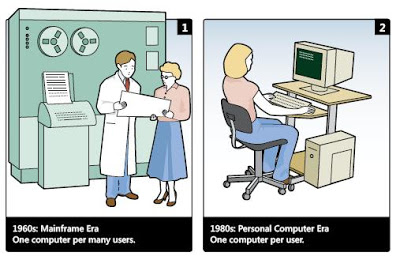 1
1960s: Mainframe Era
One computer per many users.
2
1980s: Personal Computer Era
One computer per user.